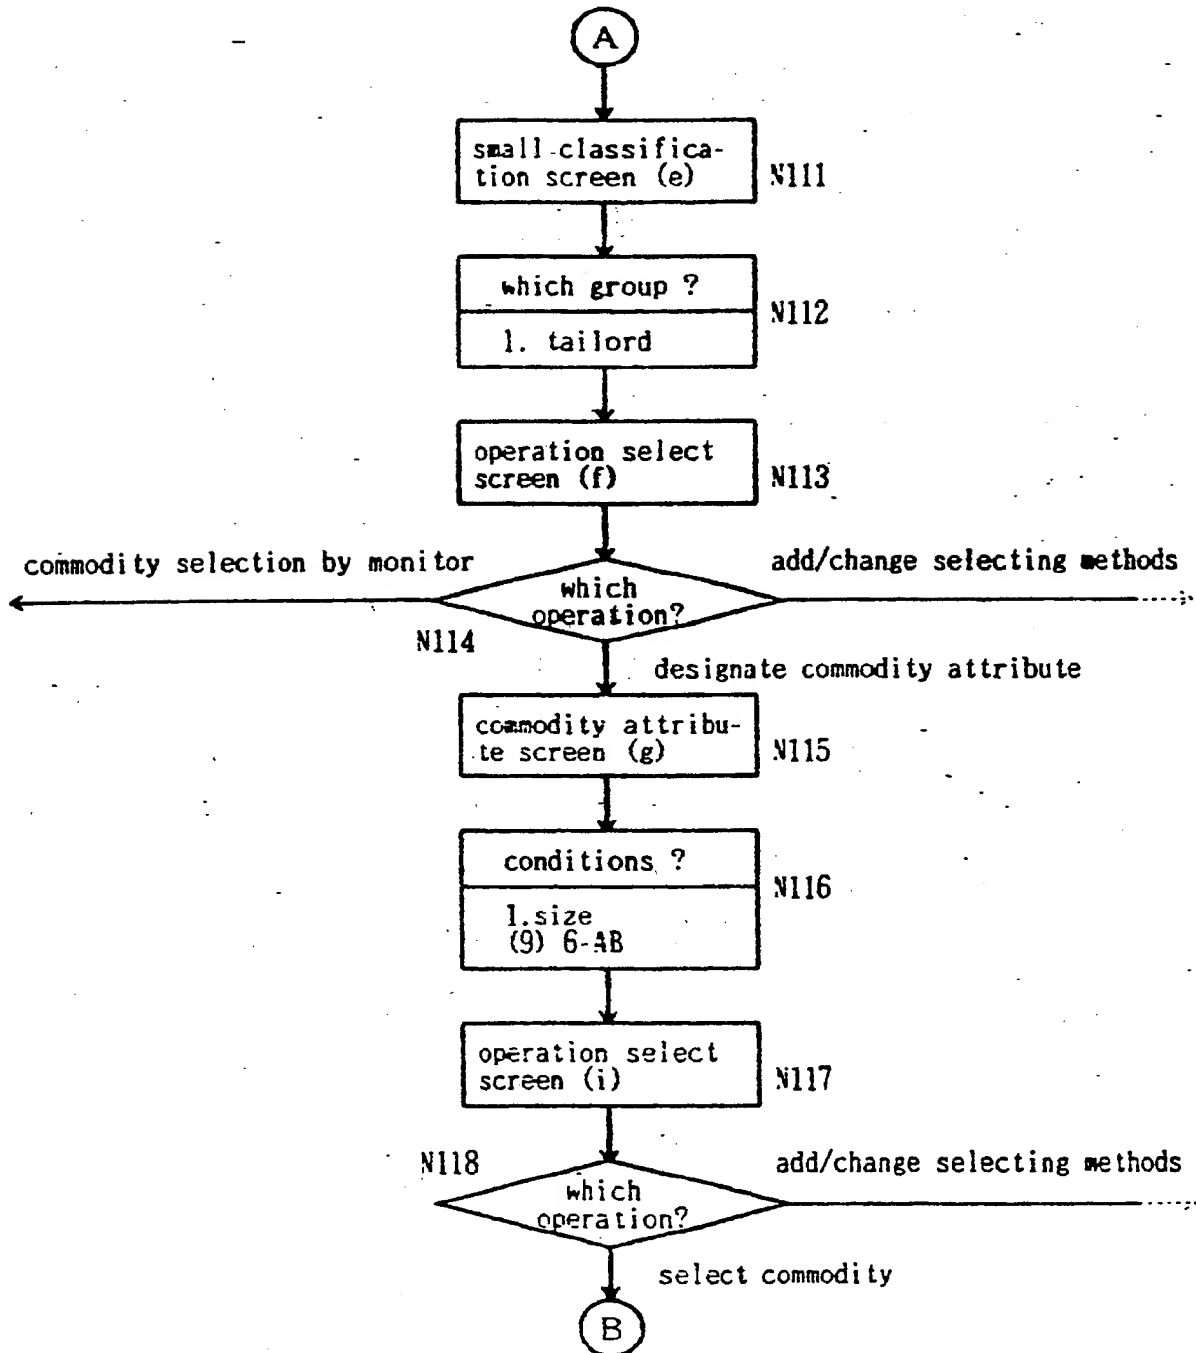 A
small classifica-
tion screen (e)
N111
which group ?
N112
1. tailord
operation select
screen (f)
N113
commodity selection by monitor
add/change selecting methods
which
operation?
N114
designate commodity attribute
commodity attribu-
te screen (g)
N115
conditions ?
N116
1.size
(9) 6-AB
operation select
screen (i)
N117
N118
add/change selecting methods
which
operation?
select commodity
B